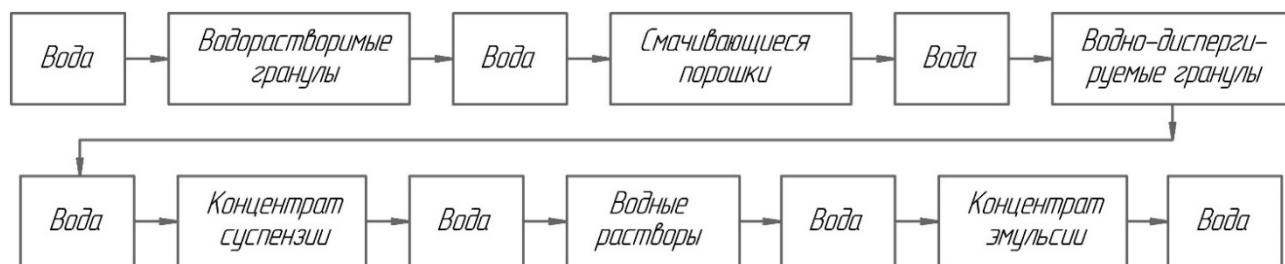 Вода
Водорастворимые
гранулы
Вода
Смачивающиеся
порошки
Вода
Водно-исперги-
руемые гранулы
Вода
Концентрат
суспензии
Вода
Водные
растворы
Вода
Концентрат
эмульсии
Вода